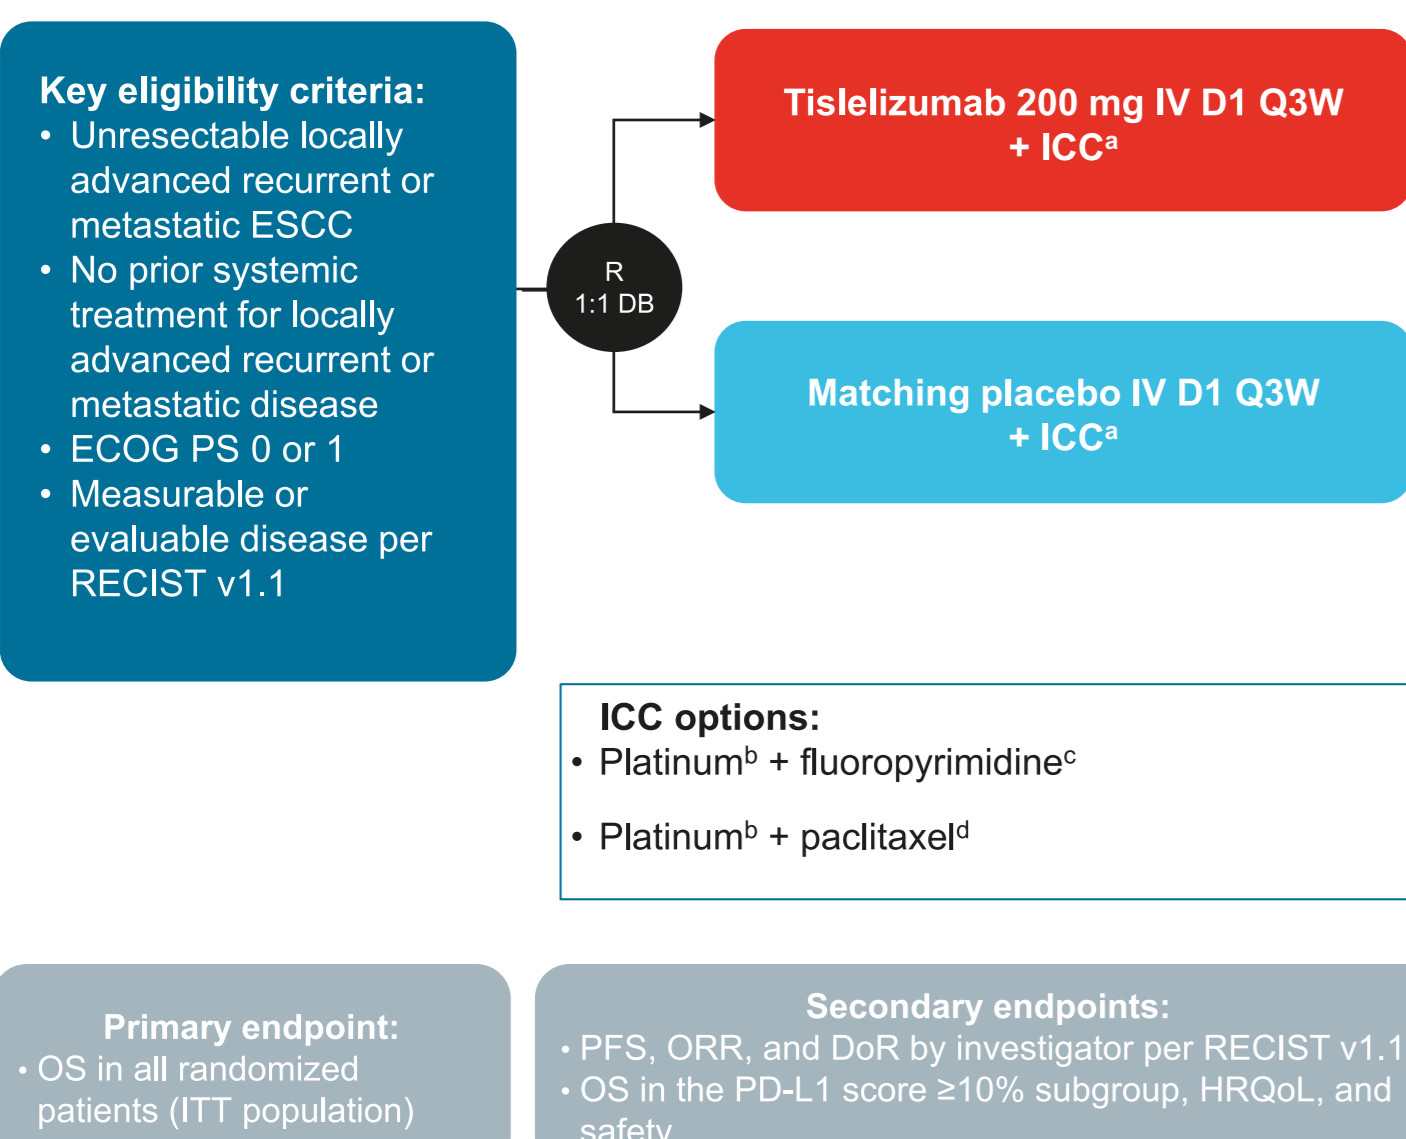 Key eligibility criteria:
• Unresectable locally
advanced recurrent or
metastatic ESCC
• No prior systemic
treatment for locally
advanced recurrent or
metastatic disease
• ECOG PS 0 or 1
• Measurable or
evaluable disease per
RECIST v1.1
R
1:1 DB
Tislelizumab 200 mg IV D1 Q3W
+ ICCᵃ
Matching placebo IV D1 Q3W
+ ICCᵃ
ICC options:
• Platinumᵇ + fluoropyrimidineᶜ
• Platinumᵇ + paclitaxelᵈ
Primary endpoint:
• OS in all randomized
patients (ITT population)
Secondary endpoints:
• PFS, ORR, and DoR by investigator per RECIST v1.1
• OS in the PD-L1 score ≥10% subgroup, HRQoL, and
safety